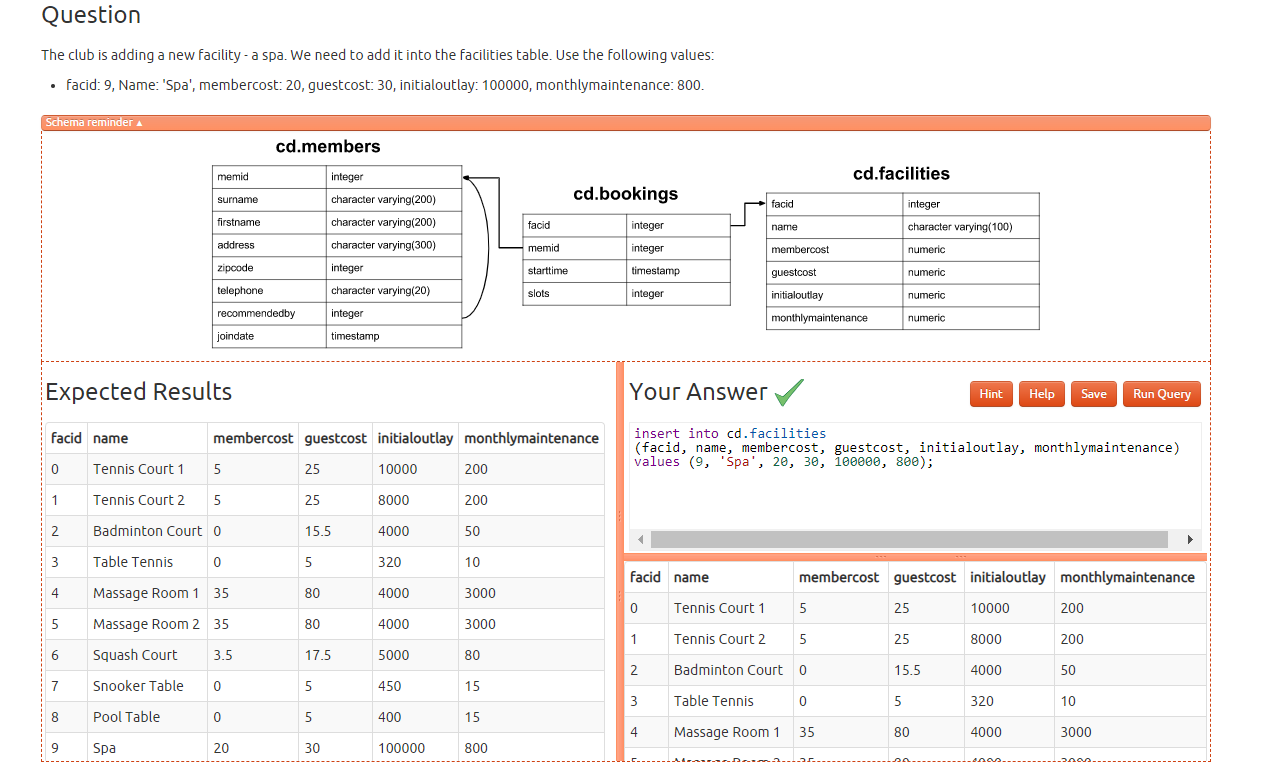 Question
The club is adding a new facility - a spa. We need to add it into the facilities table. Use the following values:
• facid: 9, Name: 'Spa', membercost: 20, guestcost: 30, initialoutlay: 100000, monthlymaintenance: 800.
Schema reminder ▲
cd.members
memid integer
surname character varying(200)
firstname character varying(200)
address character varying(300)
zipcode integer
telephone character varying(20)
recommendedby integer
joindate timestamp
cd.bookings
facid integer
memid integer
starttime timestamp
slots integer
cd.facilities
facid integer
name character varying(100)
membercost numeric
guestcost numeric
initialoutlay numeric
monthlymaintenance numeric
Expected Results
facid name membercost guestcost initialoutlay monthlymaintenance
0 Tennis Court 1 5 25 10000 200
1 Tennis Court 2 5 25 8000 200
2 Badminton Court 0 15.5 4000 50
3 Table Tennis 0 5 320 10
4 Massage Room 1 35 80 4000 3000
5 Massage Room 2 35 80 4000 3000
6 Squash Court 3.5 17.5 5000 80
7 Snooker Table 0 5 450 15
8 Pool Table 0 5 400 15
9 Spa 20 30 100000 800
Your Answer
Hint Help Save Run Query
insert into cd.facilities
(facid, name, membercost, guestcost, initialoutlay, monthlymaintenance)
values (9, 'Spa', 20, 30, 100000, 800);
facid name membercost guestcost initialoutlay monthlymaintenance
0 Tennis Court 1 5 25 10000 200
1 Tennis Court 2 5 25 8000 200
2 Badminton Court 0 15.5 4000 50
3 Table Tennis 0 5 320 10
4 Massage Room 1 35 80 4000 3000